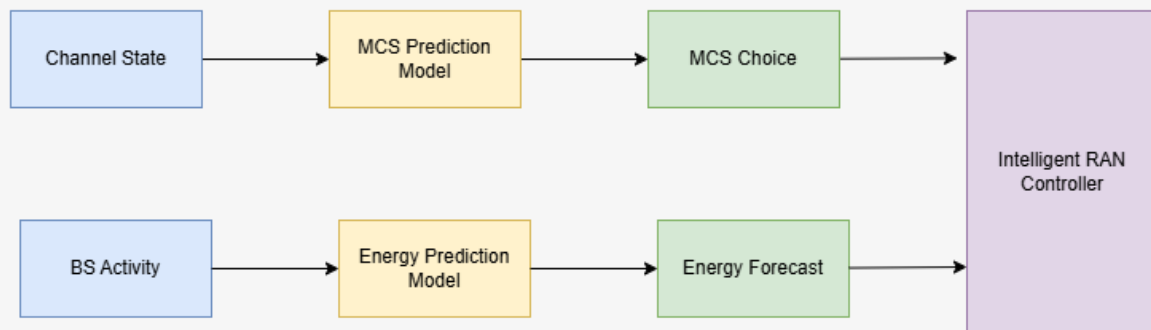 Channel State
MCS Prediction
Model
MCS Choice
Intelligent RAN
Controller
BS Activity
Energy Prediction
Model
Energy Forecast